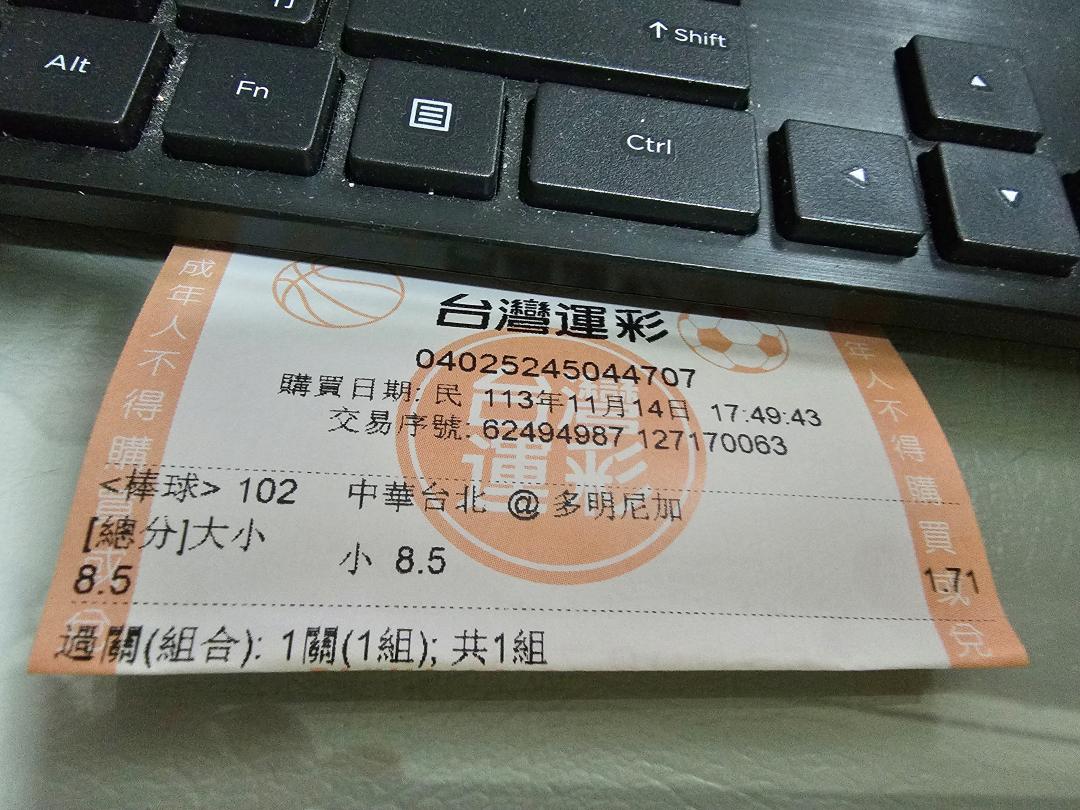 ↑ Shift
Alt
Fn
Ctrl
台灣運彩
04025245044707
購買日期: 民 113年11月14日 17:49:43
交易序號: 62494987 127170063
<棒球> 102 中華台北 @ 多明尼加
[總分]大小
小 8.5
8.5
1.71
過關(組合): 1關(1組); 共1組
台灣
運彩
成年人不得購買或兌
年人不得購買或兌